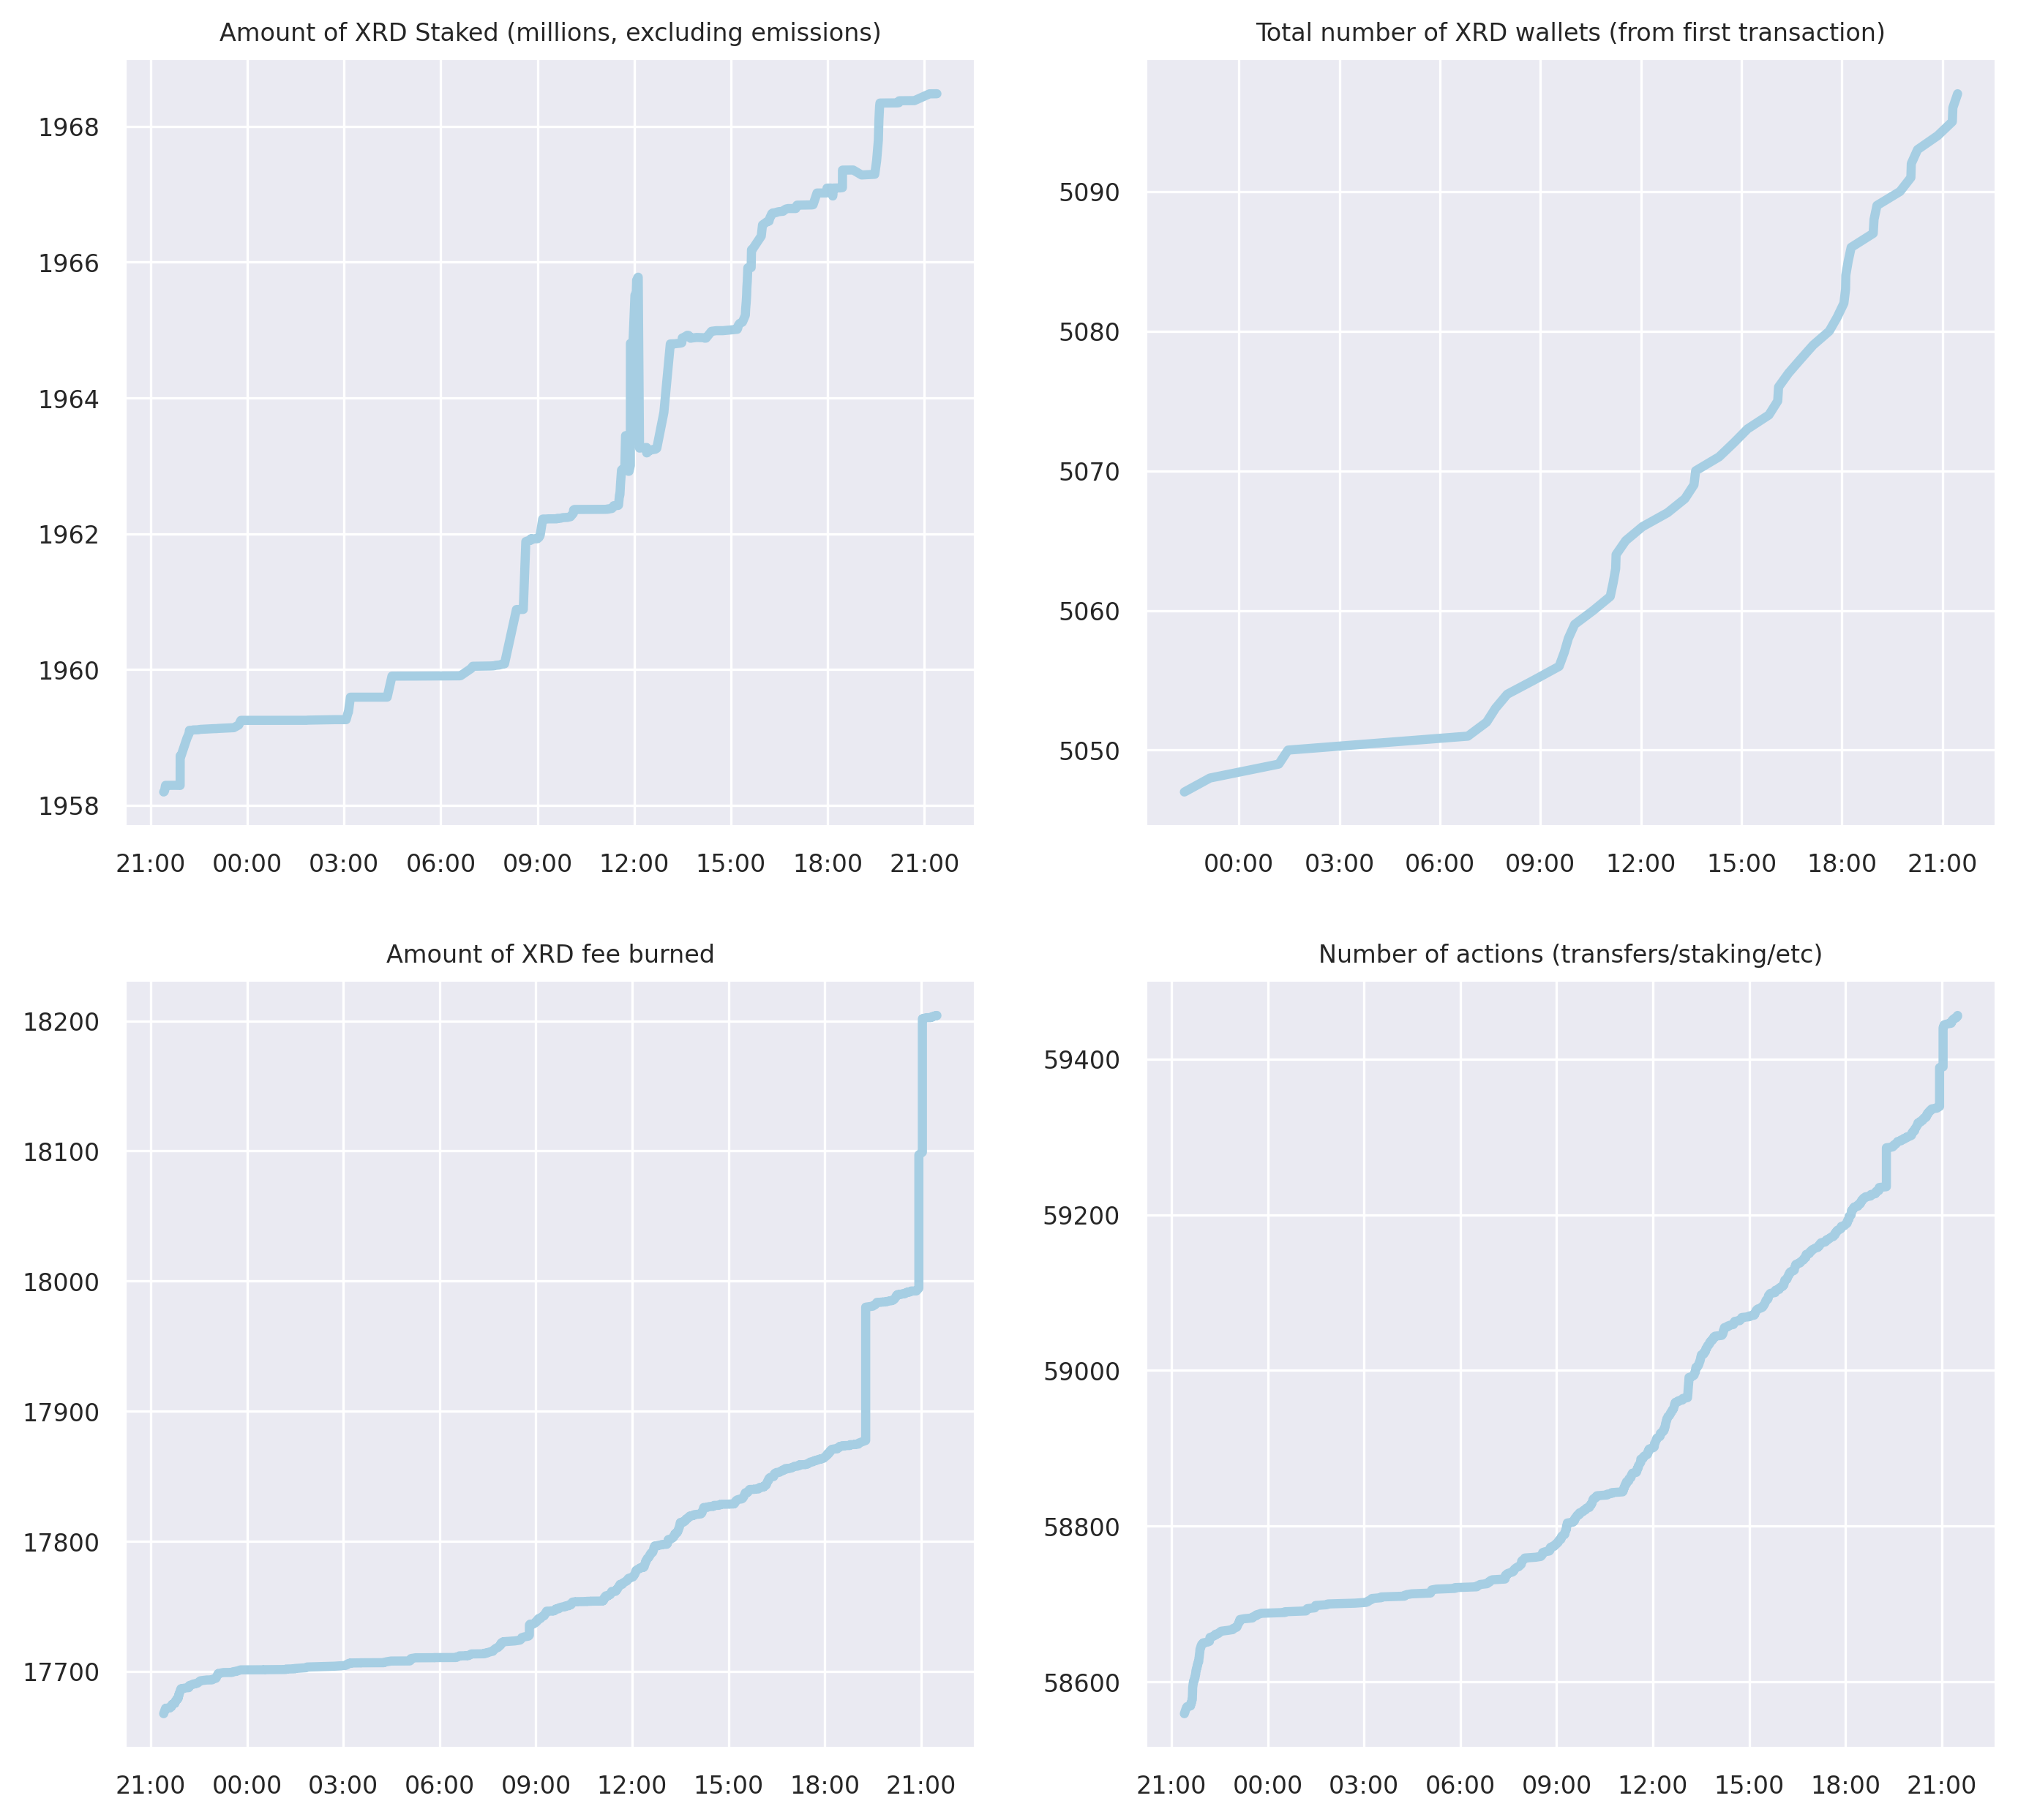 Amount of XRD Staked (millions, excluding emissions)
1968
1966
1964
1962
1960
1958
21:00 00:00 03:00 06:00 09:00 12:00 15:00 18:00 21:00
Total number of XRD wallets (from first transaction)
5090
5080
5070
5060
5050
00:00 03:00 06:00 09:00 12:00 15:00 18:00 21:00
Amount of XRD fee burned
18200
18100
18000
17900
17800
17700
21:00 00:00 03:00 06:00 09:00 12:00 15:00 18:00 21:00
Number of actions (transfers/staking/etc)
59400
59200
59000
58800
58600
21:00 00:00 03:00 06:00 09:00 12:00 15:00 18:00 21:00